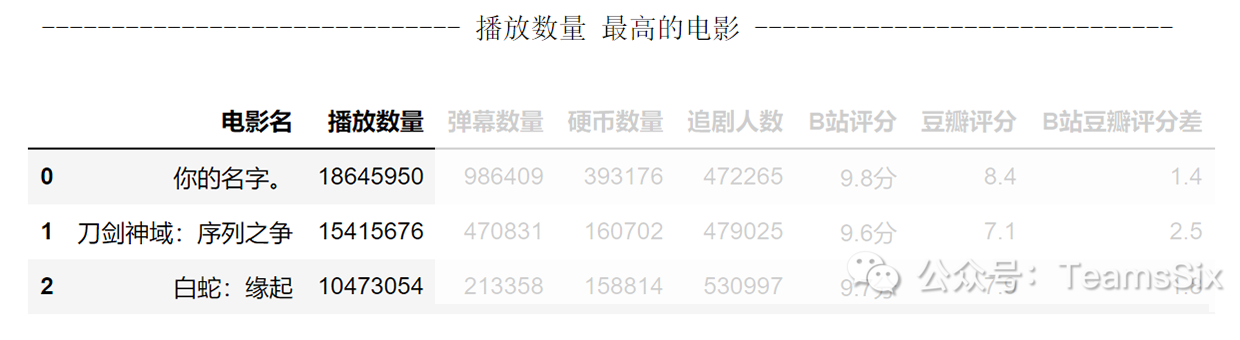 ------------------------------ 播放数量 最高的电影 ------------------------------
电影名 播放数量 弹幕数量 硬币数量 追剧人数 B站评分 豆瓣评分 B站豆瓣评分差
0 你的名字。 18645950 986409 393176 472265 9.8分 8.4 1.4
1 刀剑神域：序列之争 15415676 470831 160702 479025 9.6分 7.1 2.5
2 白蛇：缘起 10473054 213358 158814 530997 9.7分
公众号：TeamsSix